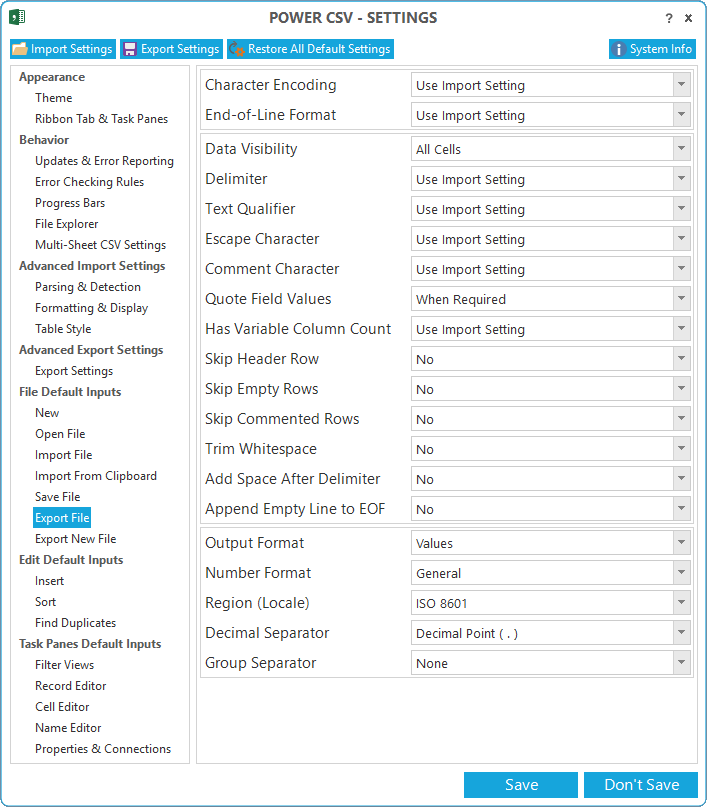 POWER CSV - SETTINGS
? x
Import Settings Export Settings Restore All Default Settings System Info
Appearance
Theme
Ribbon Tab & Task Panes
Behavior
Updates & Error Reporting
Error Checking Rules
Progress Bars
File Explorer
Multi-Sheet CSV Settings
Advanced Import Settings
Parsing & Detection
Formatting & Display
Table Style
Advanced Export Settings
Export Settings
File Default Inputs
New
Open File
Import File
Import From Clipboard
Save File
Export File
Export New File
Edit Default Inputs
Insert
Sort
Find Duplicates
Task Panes Default Inputs
Filter Views
Record Editor
Cell Editor
Name Editor
Properties & Connections
Character Encoding Use Import Setting
End-of-Line Format Use Import Setting
Data Visibility All Cells
Delimiter Use Import Setting
Text Qualifier Use Import Setting
Escape Character Use Import Setting
Comment Character Use Import Setting
Quote Field Values When Required
Has Variable Column Count Use Import Setting
Skip Header Row No
Skip Empty Rows No
Skip Commented Rows No
Trim Whitespace No
Add Space After Delimiter No
Append Empty Line to EOF No
Output Format Values
Number Format General
Region (Locale) ISO 8601
Decimal Separator Decimal Point ( . )
Group Separator None
Save Don't Save